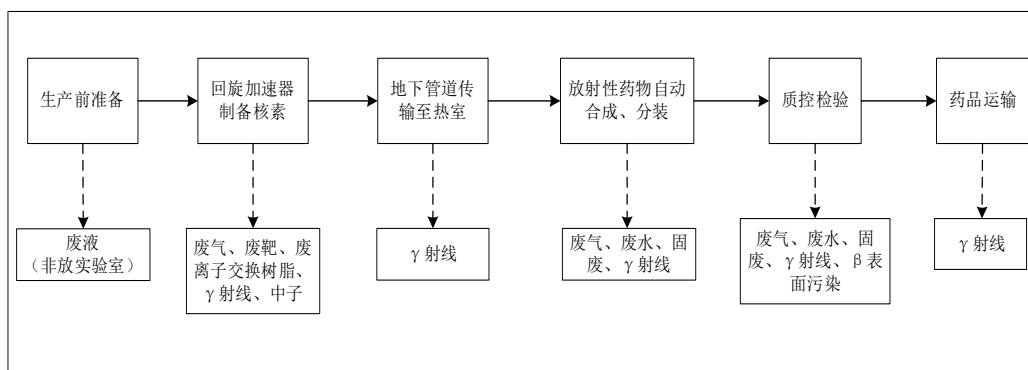 生产前准备
回旋加速器
制备核素
地下管道传
输至热室
放射性药物自动
合成、分装
质控检验
药品运输
废液
（非放实验室）
废气、废靶、废
离子交换树脂、
γ射线、中子
γ射线
废气、废水、固
废、γ射线
废气、废水、固
废、γ射线、β表
面污染
γ射线